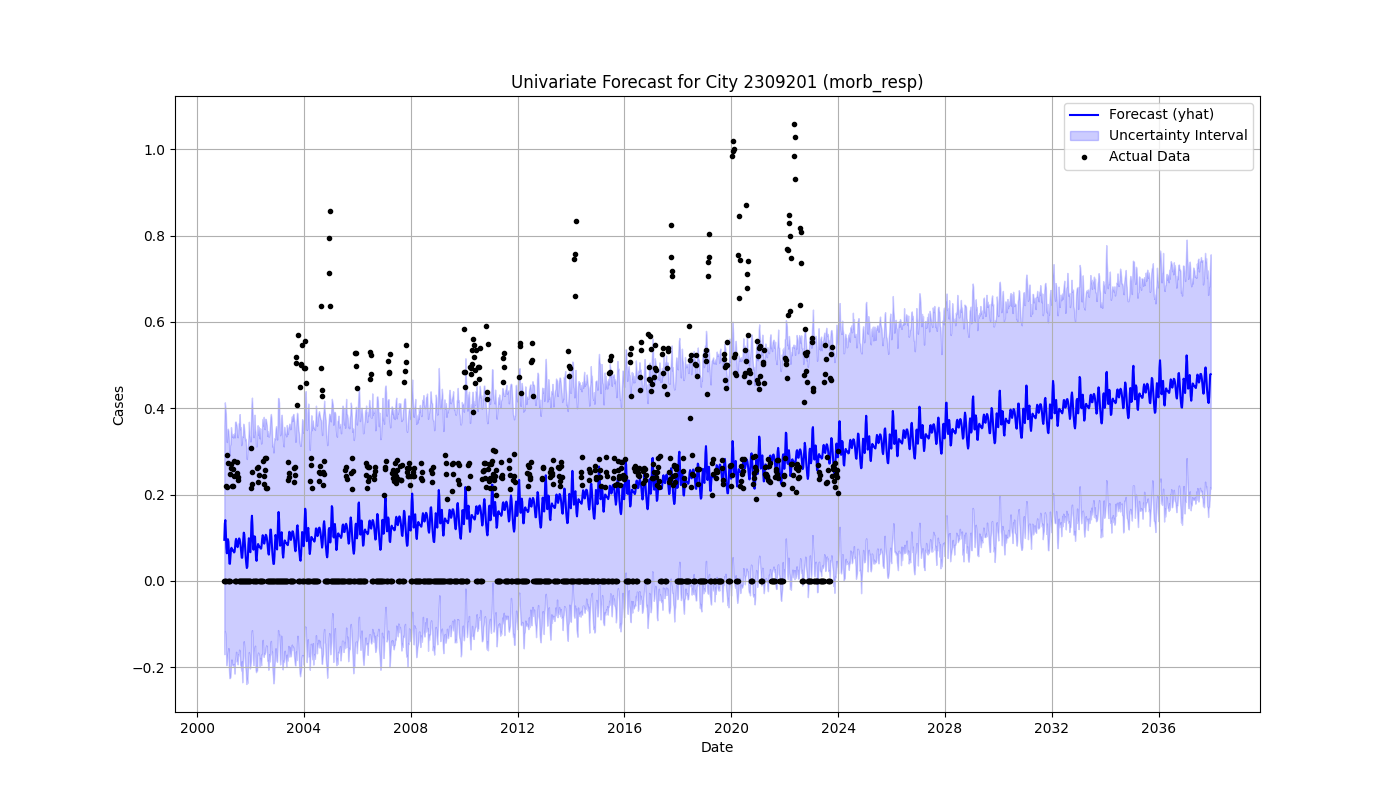 Univariate Forecast for City 2309201 (morb_resp)
Forecast (yhat)
Uncertainty Interval
Actual Data
1.0
0.8
0.6
0.4
0.2
0.0
−0.2
Cases
2000 2004 2008 2012 2016 2020 2024 2028 2032 2036
Date